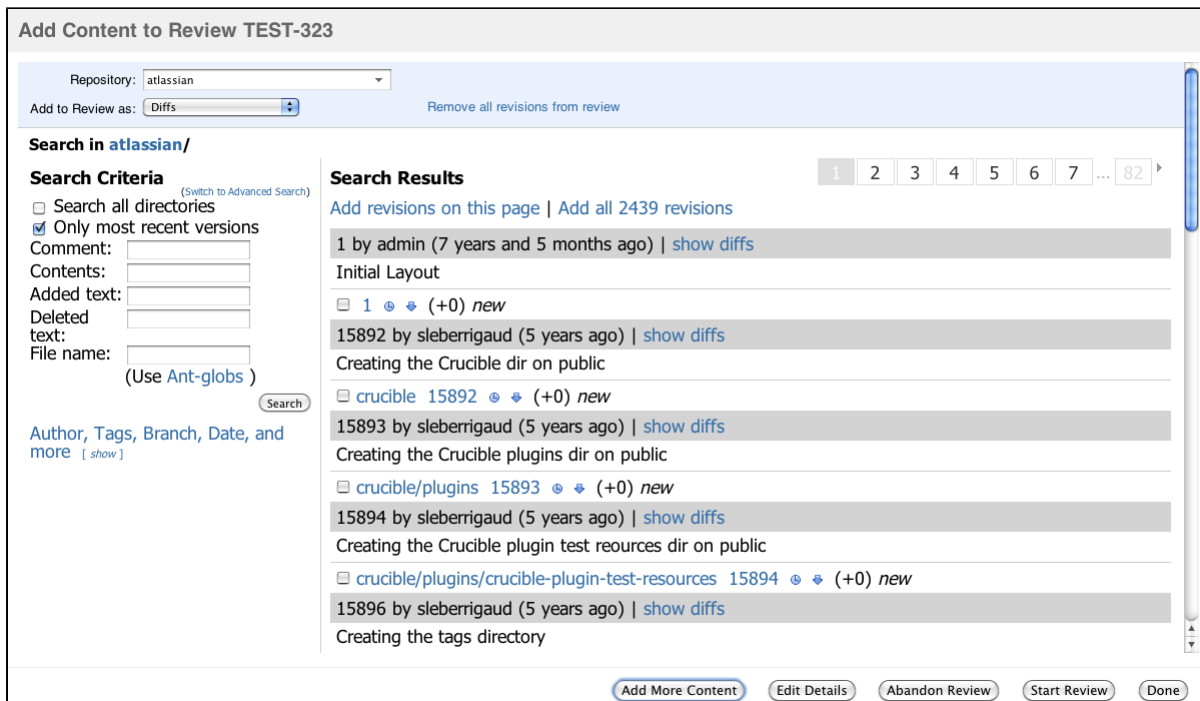 Add Content to Review TEST-323
Repository: atlassian
Add to Review as: Diffs
Remove all revisions from review
Search in atlassian/
Search Criteria
(Switch to Advanced Search)
Search all directories
Only most recent versions
Comment:
Contents:
Added text:
Deleted
text:
File name:
(Use Ant-globs )
Search
Author, Tags, Branch, Date, and
more [ show ]
Search Results
1 2 3 4 5 6 7 ... 82
Add revisions on this page | Add all 2439 revisions
1 by admin (7 years and 5 months ago) | show diffs
Initial Layout
1 (+0) new
15892 by sleberrigaud (5 years ago) | show diffs
Creating the Crucible dir on public
crucible 15892 (+0) new
15893 by sleberrigaud (5 years ago) | show diffs
Creating the Crucible plugins dir on public
crucible/plugins 15893 (+0) new
15894 by sleberrigaud (5 years ago) | show diffs
Creating the Crucible plugin test reources dir on public
crucible/plugins/crucible-plugin-test-resources 15894 (+0) new
15896 by sleberrigaud (5 years ago) | show diffs
Creating the tags directory
Add More Content Edit Details Abandon Review Start Review Done